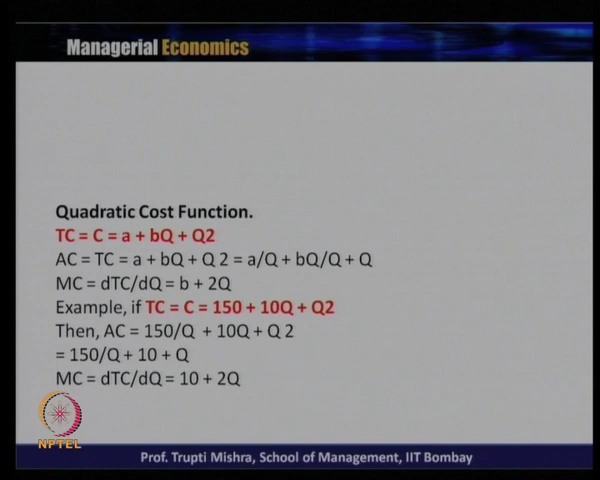 Managerial Economics
Quadratic Cost Function.
TC = C = a + bQ + Q2
AC = TC = a + bQ + Q 2 = a/Q + bQ/Q + Q
MC = dTC/dQ = b + 2Q
Example, if TC = C = 150 + 10Q + Q2
Then, AC = 150/Q + 10Q + Q 2
= 150/Q + 10 + Q
MC = dTC/dQ = 10 + 2Q
NPTEL
Prof. Trupti Mishra, School of Management, IIT Bombay